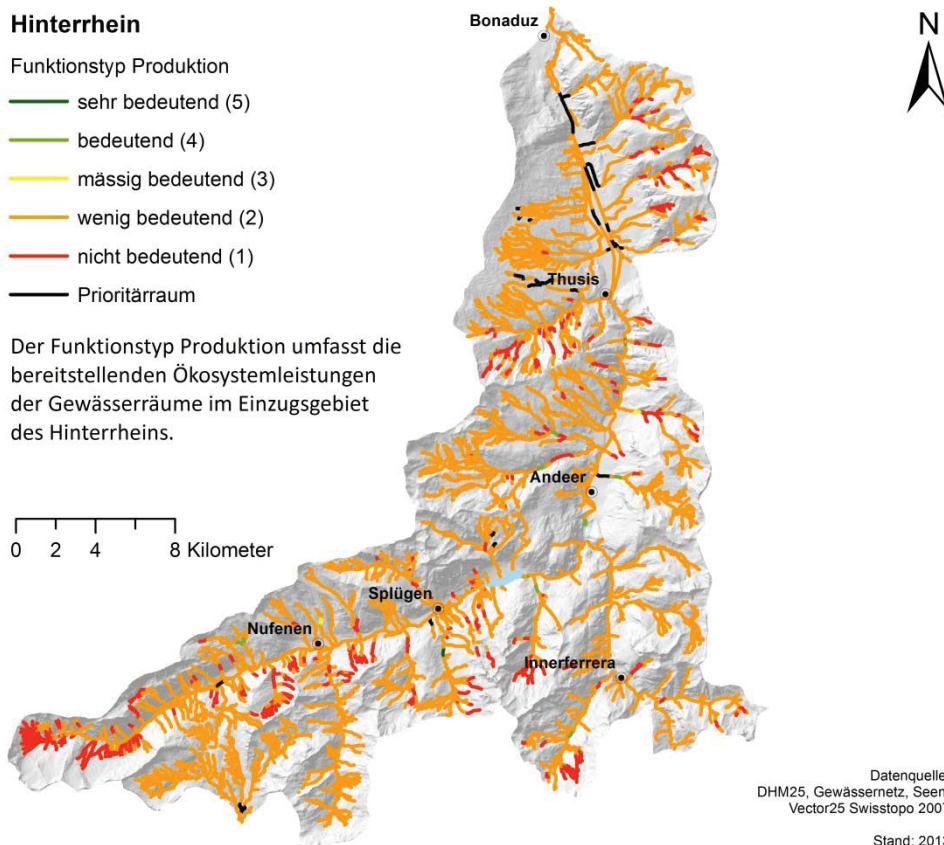 Hinterrhein
Funktionstyp Produktion
sehr bedeutend (5)
bedeutend (4)
mässig bedeutend (3)
wenig bedeutend (2)
nicht bedeutend (1)
Prioritärraum
Der Funktionstyp Produktion umfasst die
bereitstellenden Ökosystemleistungen
der Gewässerräume im Einzugsgebiet
des Hinterrheins.
0 4 8 Kilometer
N
Bonaduz
Thusis
Andeer
Splügen
Nufenen
Innerferrera
Datenquelle
DHM25, Gewässernetz, Seen
Vector25 Swisstopo 2007
Stand: 2012